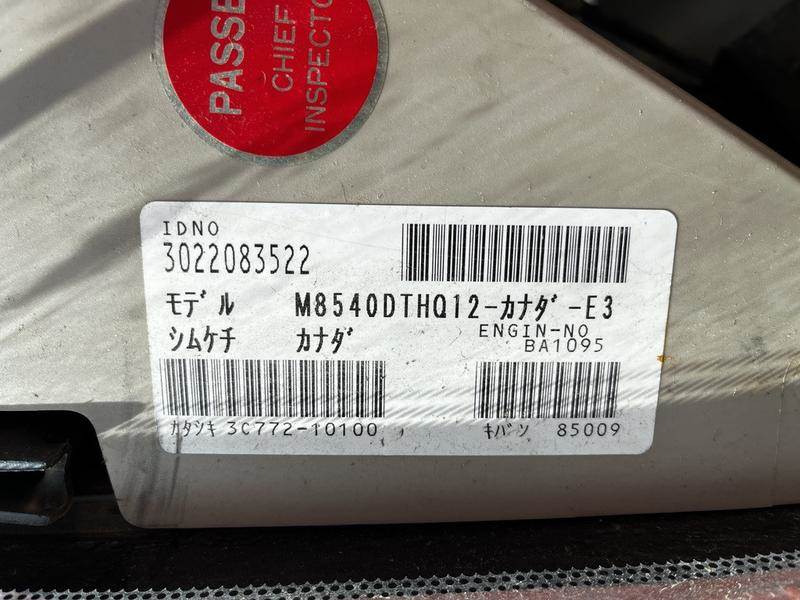 PASSE
CHIEF
INSPECTO
IDNO
3022083522
モデル M8540DTHQ12-カナダ-E3
シムケチ カナダ
ENGIN-NO
BA1095
カタシキ 3C772-10100
キバン 85009